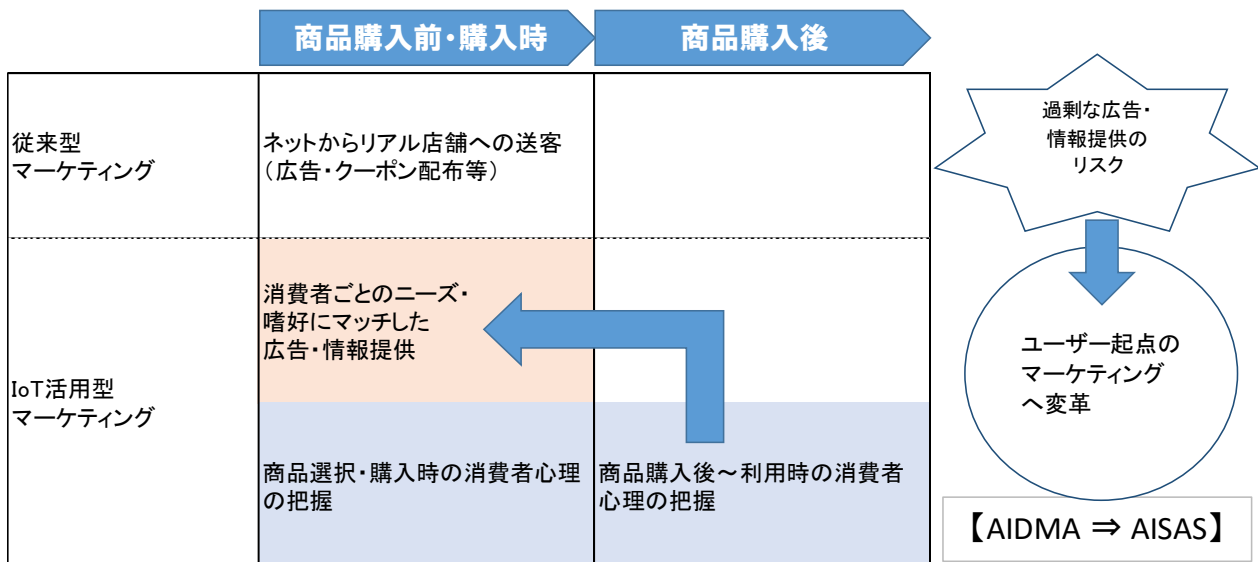 商品購入前・購入時
商品購入後
従来型
マーケティング
ネットからリアル店舗への送客
（広告・クーポン配布等）
過剰な広告・
情報提供の
リスク
消費者ごとのニーズ・
嗜好にマッチした
広告・情報提供
IoT活用型
マーケティング
商品選択・購入時の消費者心理
の把握
商品購入後～利用時の消費者
心理の把握
ユーザー起点の
マーケティング
へ変革
【AIDMA ⇒ AISAS】